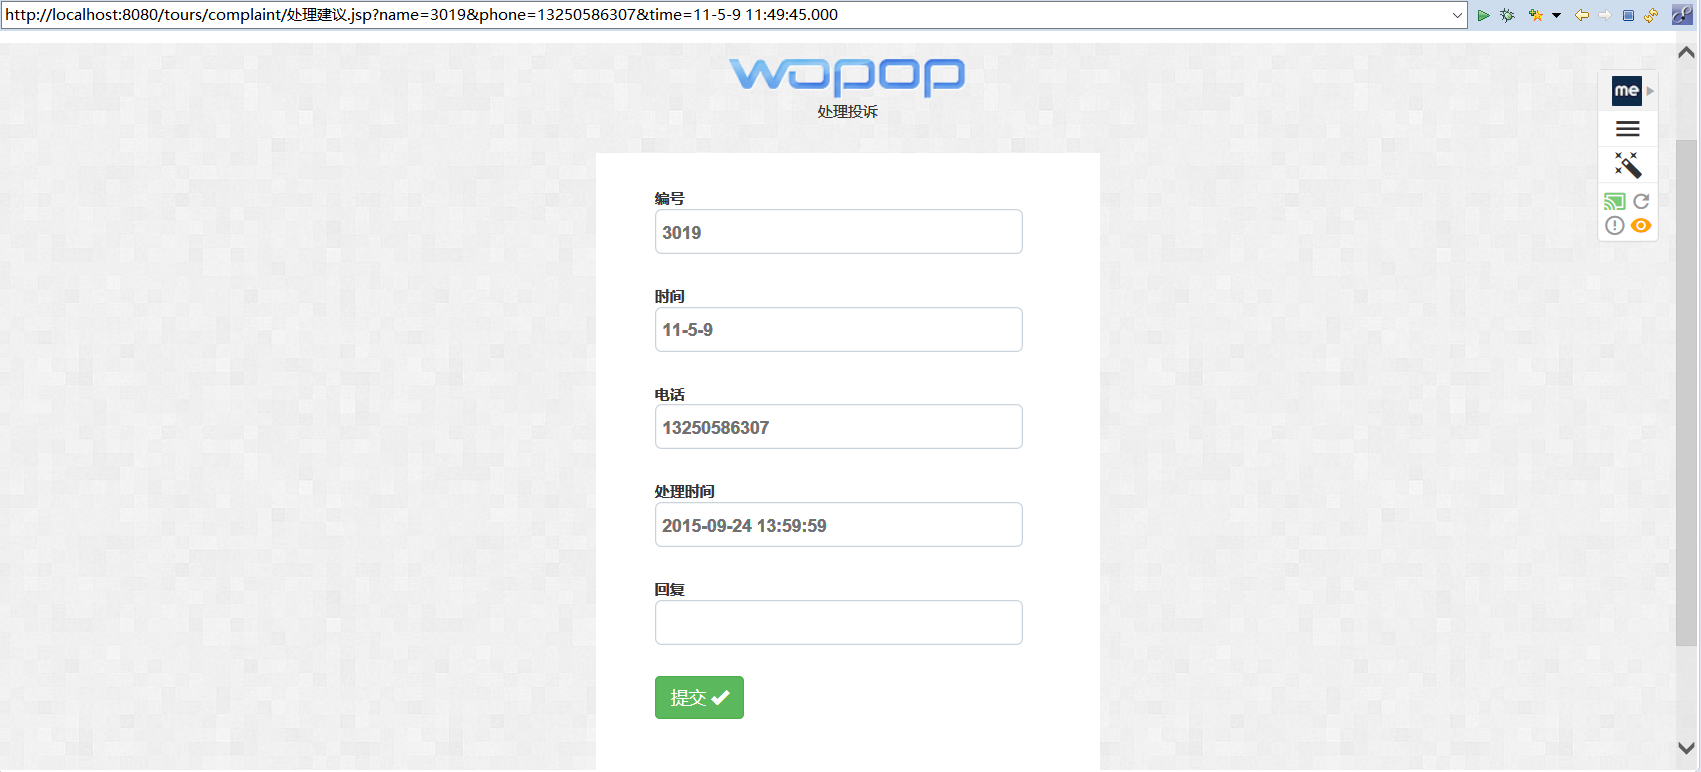 http://localhost:8080/tours/complaint/处理建议.jsp?name=3019&phone=13250586307&time=11-5-9 11:49:45.000
wopop
处理投诉
me
编号
3019
时间
11-5-9
电话
13250586307
处理时间
2015-09-24 13:59:59
回复
提交